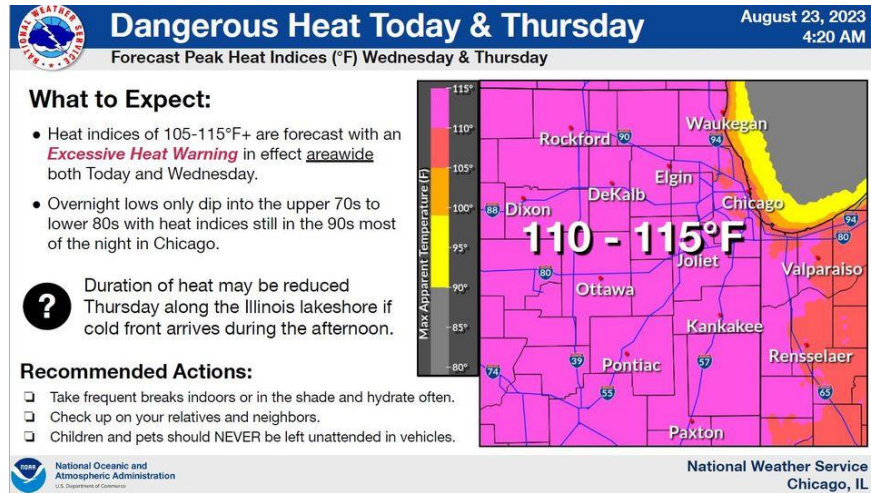 NATIONAL WEATHER SERVICE
Dangerous Heat Today & Thursday
August 23, 2023
4:20 AM
Forecast Peak Heat Indices (°F) Wednesday & Thursday
What to Expect:
● Heat indices of 105-115°F+ are forecast with an
Excessive Heat Warning in effect areawide
both Today and Wednesday.
● Overnight lows only dip into the upper 70s to
lower 80s with heat indices still in the 90s most
of the night in Chicago.
?
Duration of heat may be reduced
Thursday along the Illinois lakeshore if
cold front arrives during the afternoon.
Recommended Actions:
❏ Take frequent breaks indoors or in the shade and hydrate often.
❏ Check up on your relatives and neighbors.
❏ Children and pets should NEVER be left unattended in vehicles.
Max Apparent Temperature (F)
115°
110°
105°
100°
95°
90°
85°
80°
Waukegan
Rockford
90
94
Elgin
DeKalb
Chicago
88
Dixon
94
80
110 - 115°F
Joliet
Valparaiso
80
Ottawa
Kankakee
Rensselaer
39
Pontiac
57
74
55
65
Paxton
NOAA
National Oceanic and
Atmospheric Administration
U.S. Department of Commerce
National Weather Service
Chicago, IL